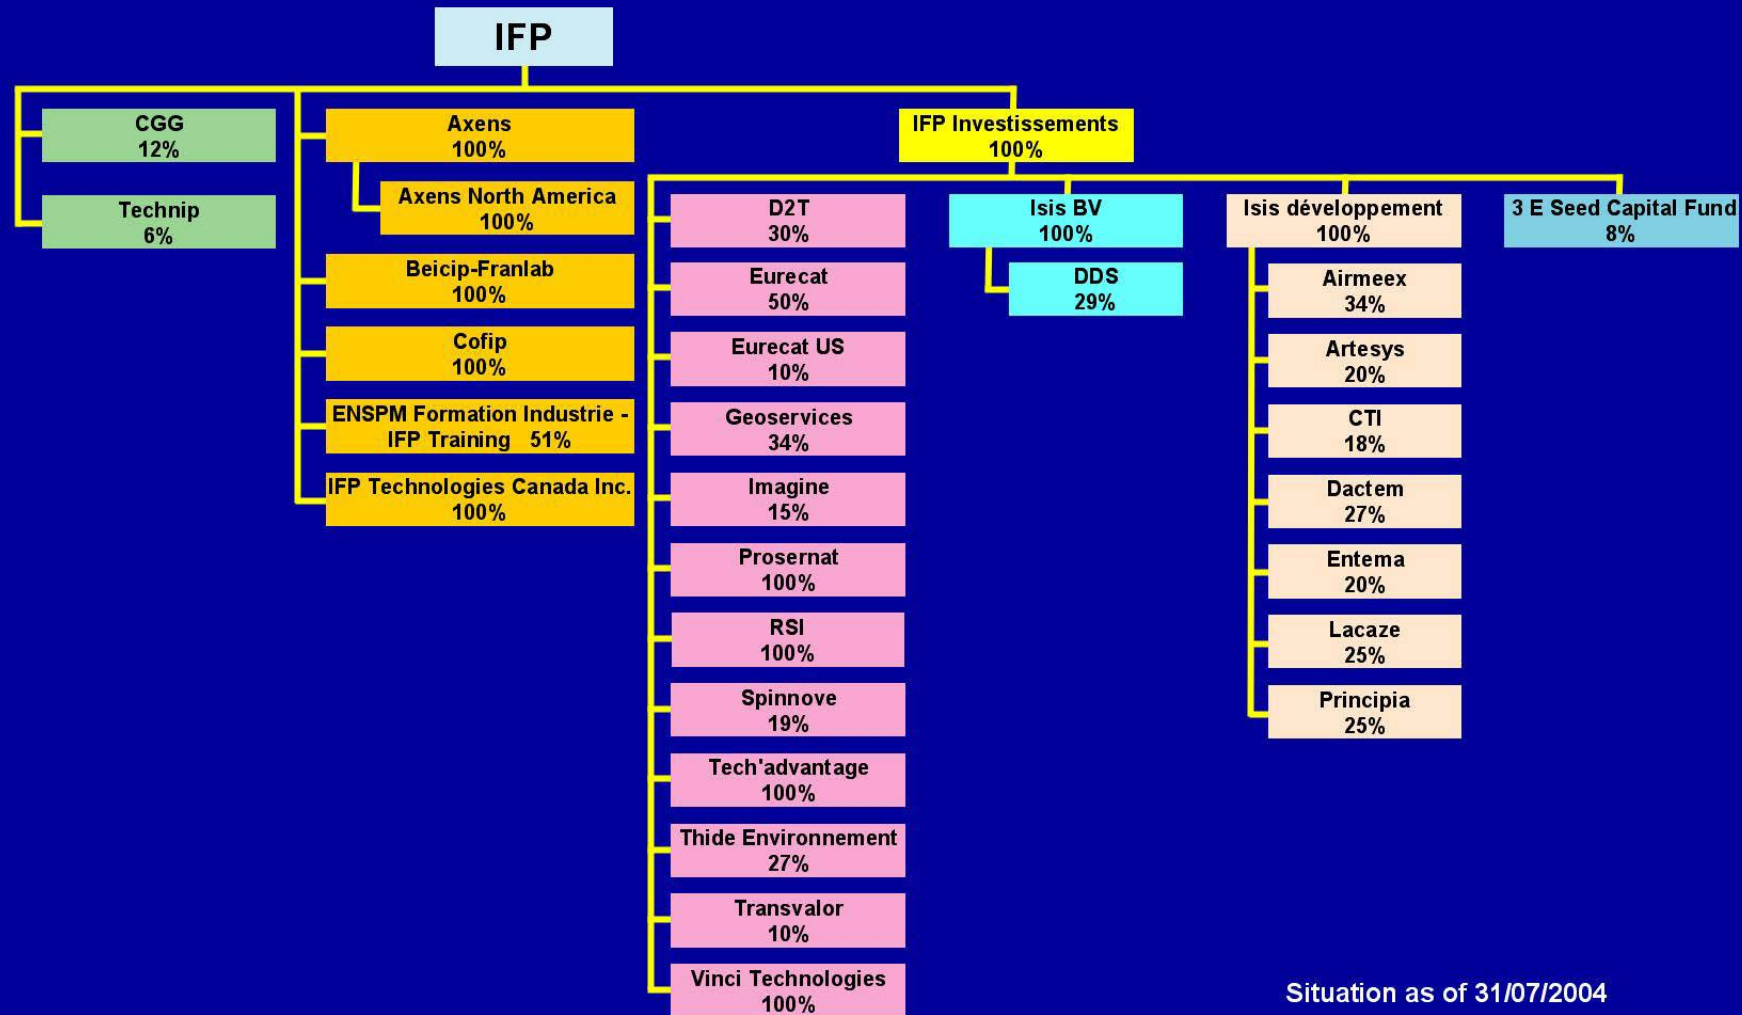 IFP
CGG
12%
Technip
6%
Axens
100%
Axens North America
100%
Beicip-Franlab
100%
Cofip
100%
ENSPM Formation Industrie -
IFP Training 51%
IFP Technologies Canada Inc.
100%
IFP Investissements
100%
D2T
30%
Eurecat
50%
Eurecat US
10%
Geoservices
34%
Imagine
15%
Prosernat
100%
RSI
100%
Spinnove
19%
Tech'advantage
100%
Thide Environnement
27%
Transvalor
10%
Vinci Technologies
100%
Isis BV
100%
DDS
29%
Isis développement
100%
Airmeex
34%
Artesys
20%
CTI
18%
Dactem
27%
Entema
20%
Lacaze
25%
Principia
25%
3 E Seed Capital Fund
8%
Situation as of 31/07/2004